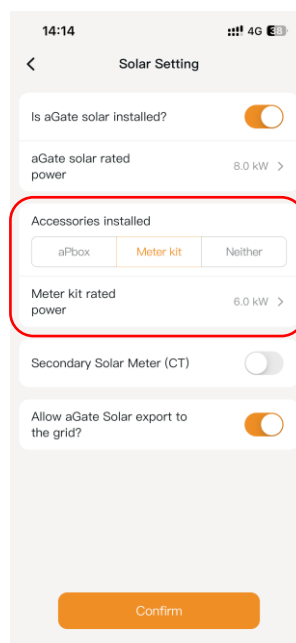 14:14
4G 38
Solar Setting
Is aGate solar installed?
aGate solar rated
power
8.0 kW
Accessories installed
aPbox
Meter kit
Neither
Meter kit rated
power
6.0 kW
Secondary Solar Meter (CT)
Allow aGate Solar export to
the grid?
Confirm